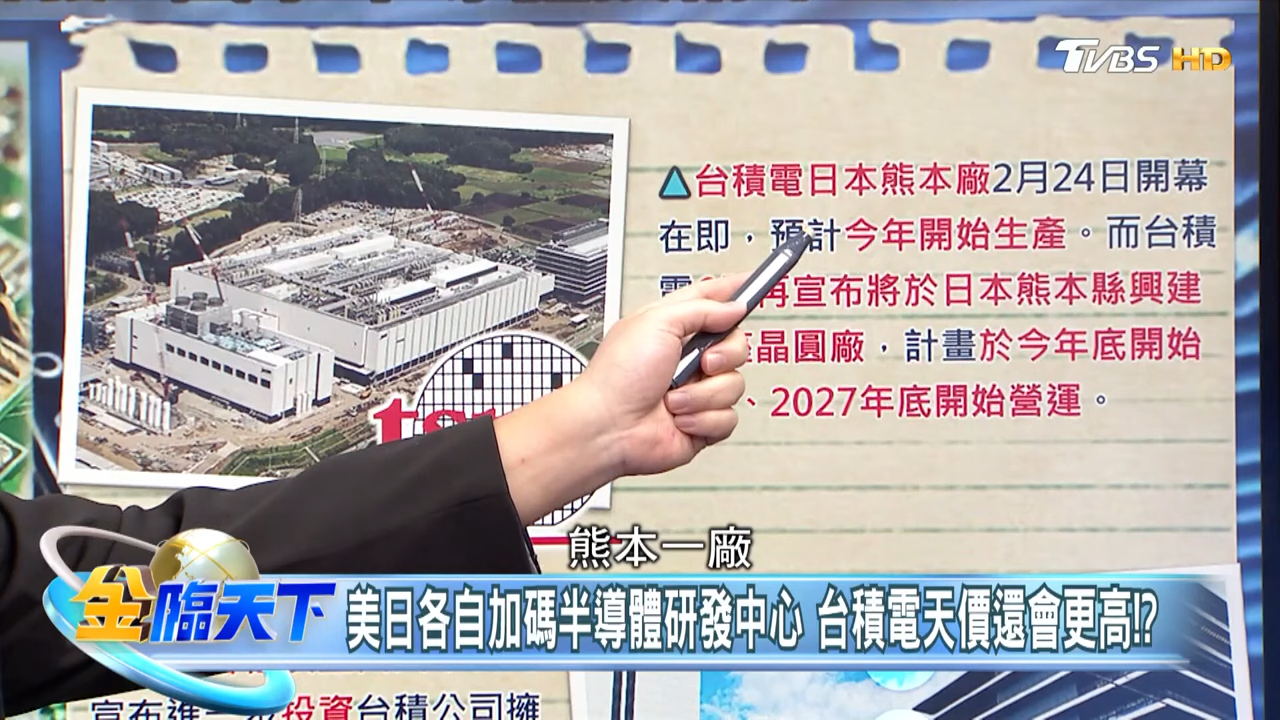 TVBS HD
▲台積電日本熊本廠2月24日開幕
在即，預計今年開始生產。而台積
再宣布將於日本熊本縣興建
晶圓廠，計畫於今年底開始
、2027年底開始營運。
熊本一廠
金臨天下
美日各自加碼半導體研發中心 台積電天價還會更高!?
投資台積公司擁